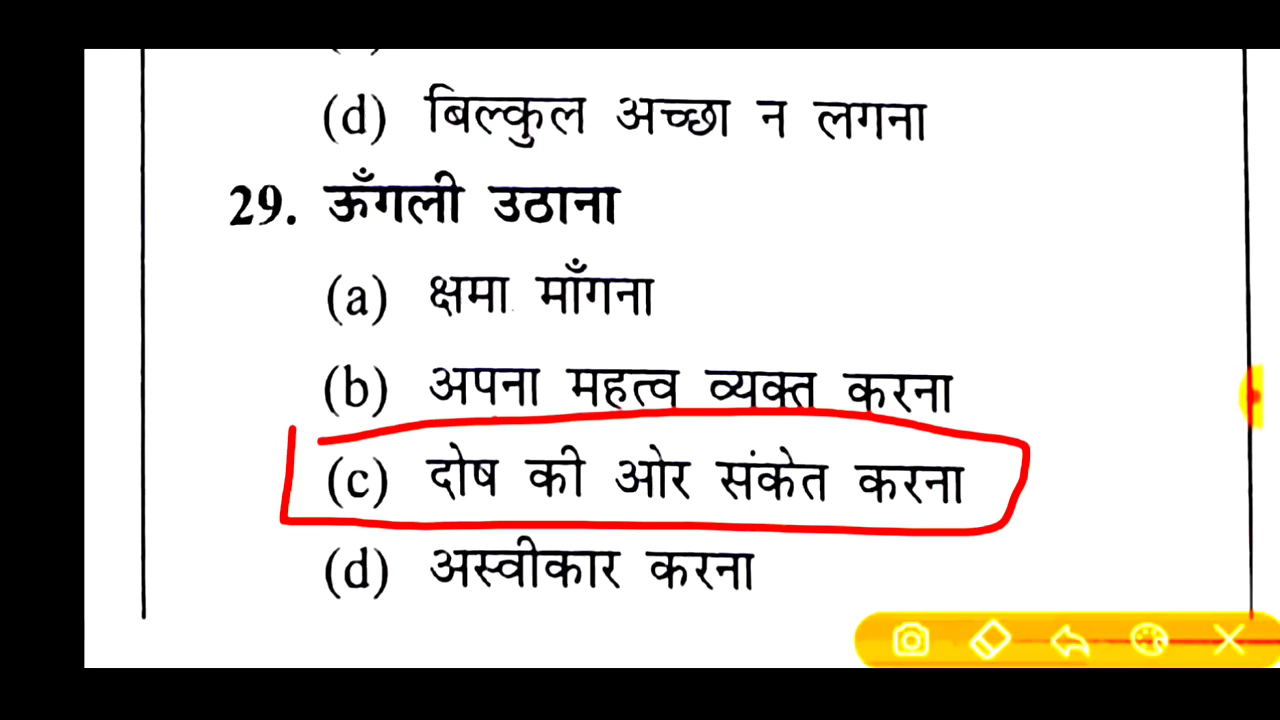 (d) बिल्कुल अच्छा न लगना
29. ऊँगली उठाना
(a) क्षमा माँगना
(b) अपना महत्व व्यक्त करना
(c) दोष की ओर संकेत करना
(d) अस्वीकार करना